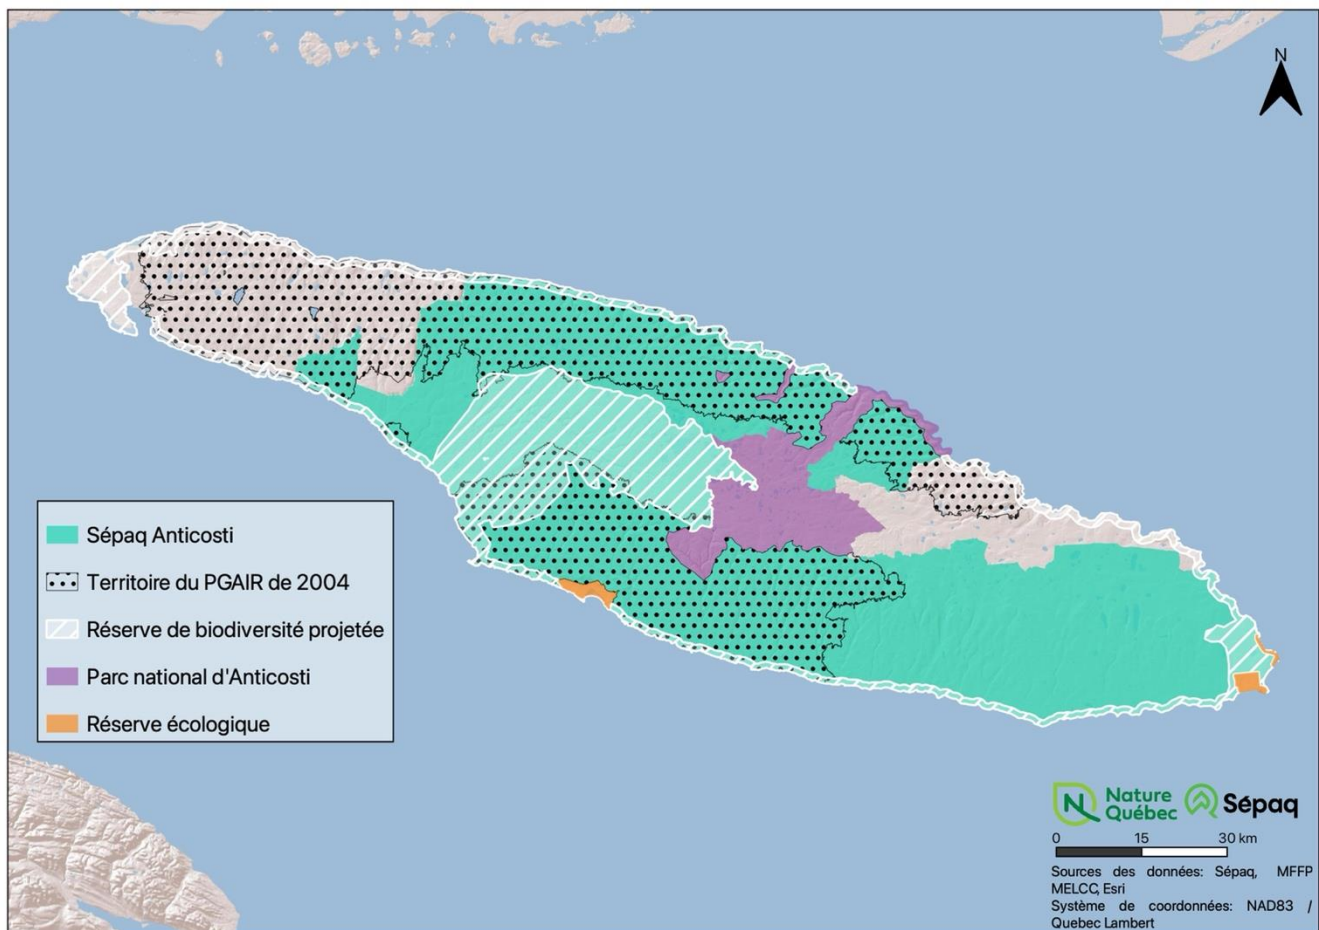 N
Sépaq Anticosti
Territoire du PGAIR de 2004
Réserve de biodiversité projetée
Parc national d'Anticosti
Réserve écologique
Nature
Québec
Sépaq
0 15 30 km
Sources des données: Sépaq, MFFP
MELCC, Esri
Système de coordonnées: NAD83 /
Quebec Lambert